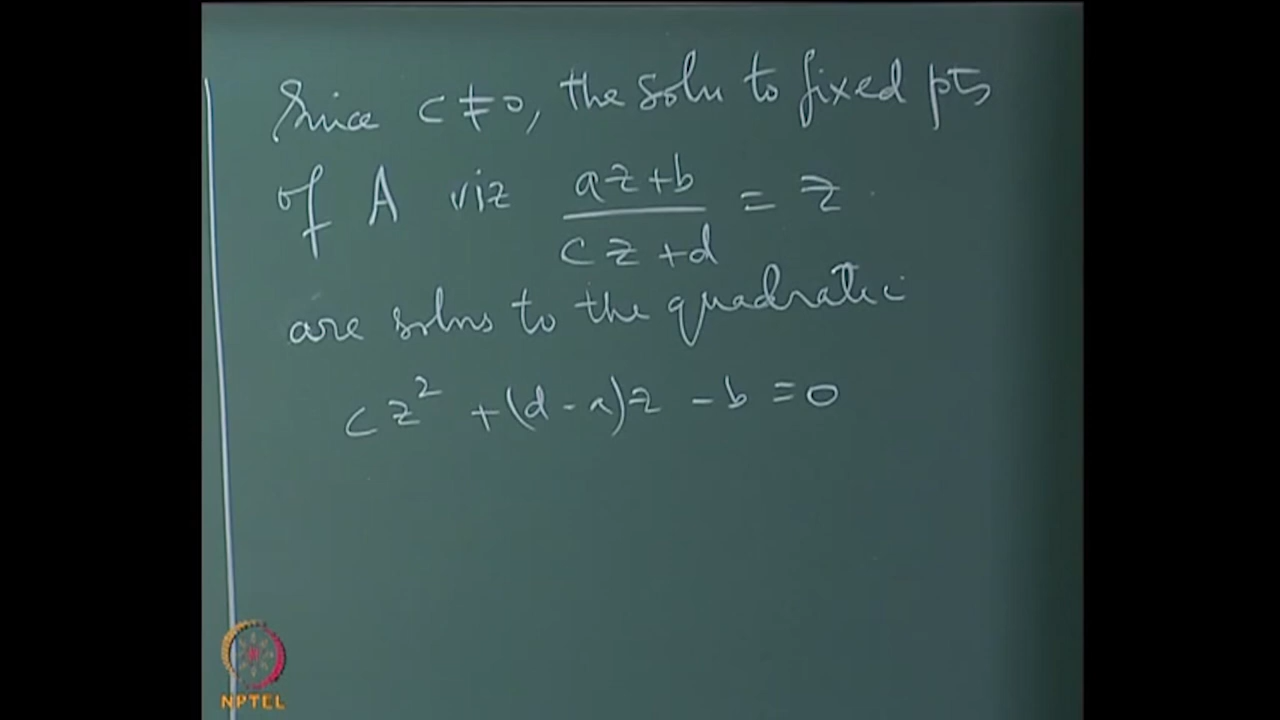 Since c ≠ 0, the soln to fixed pts
of A viz (az+b)/(cz+d) = z
are solns to the quadratic
cz² + (d - a)z - b = 0
NPTEL